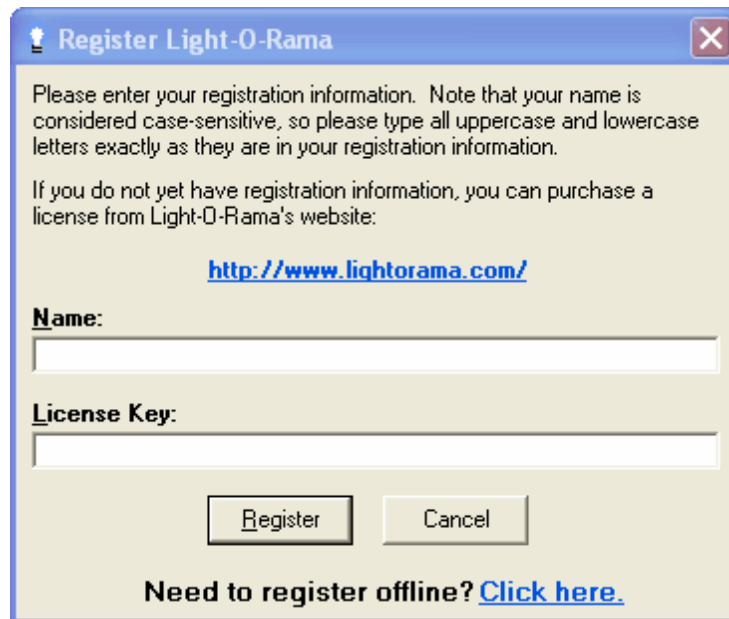 Register Light-O-Rama
Please enter your registration information. Note that your name is
considered case-sensitive, so please type all uppercase and lowercase
letters exactly as they are in your registration information.
If you do not yet have registration information, you can purchase a
license from Light-O-Rama's website:
http://www.lightorama.com/
Name:
License Key:
Register Cancel
Need to register offline? Click here.